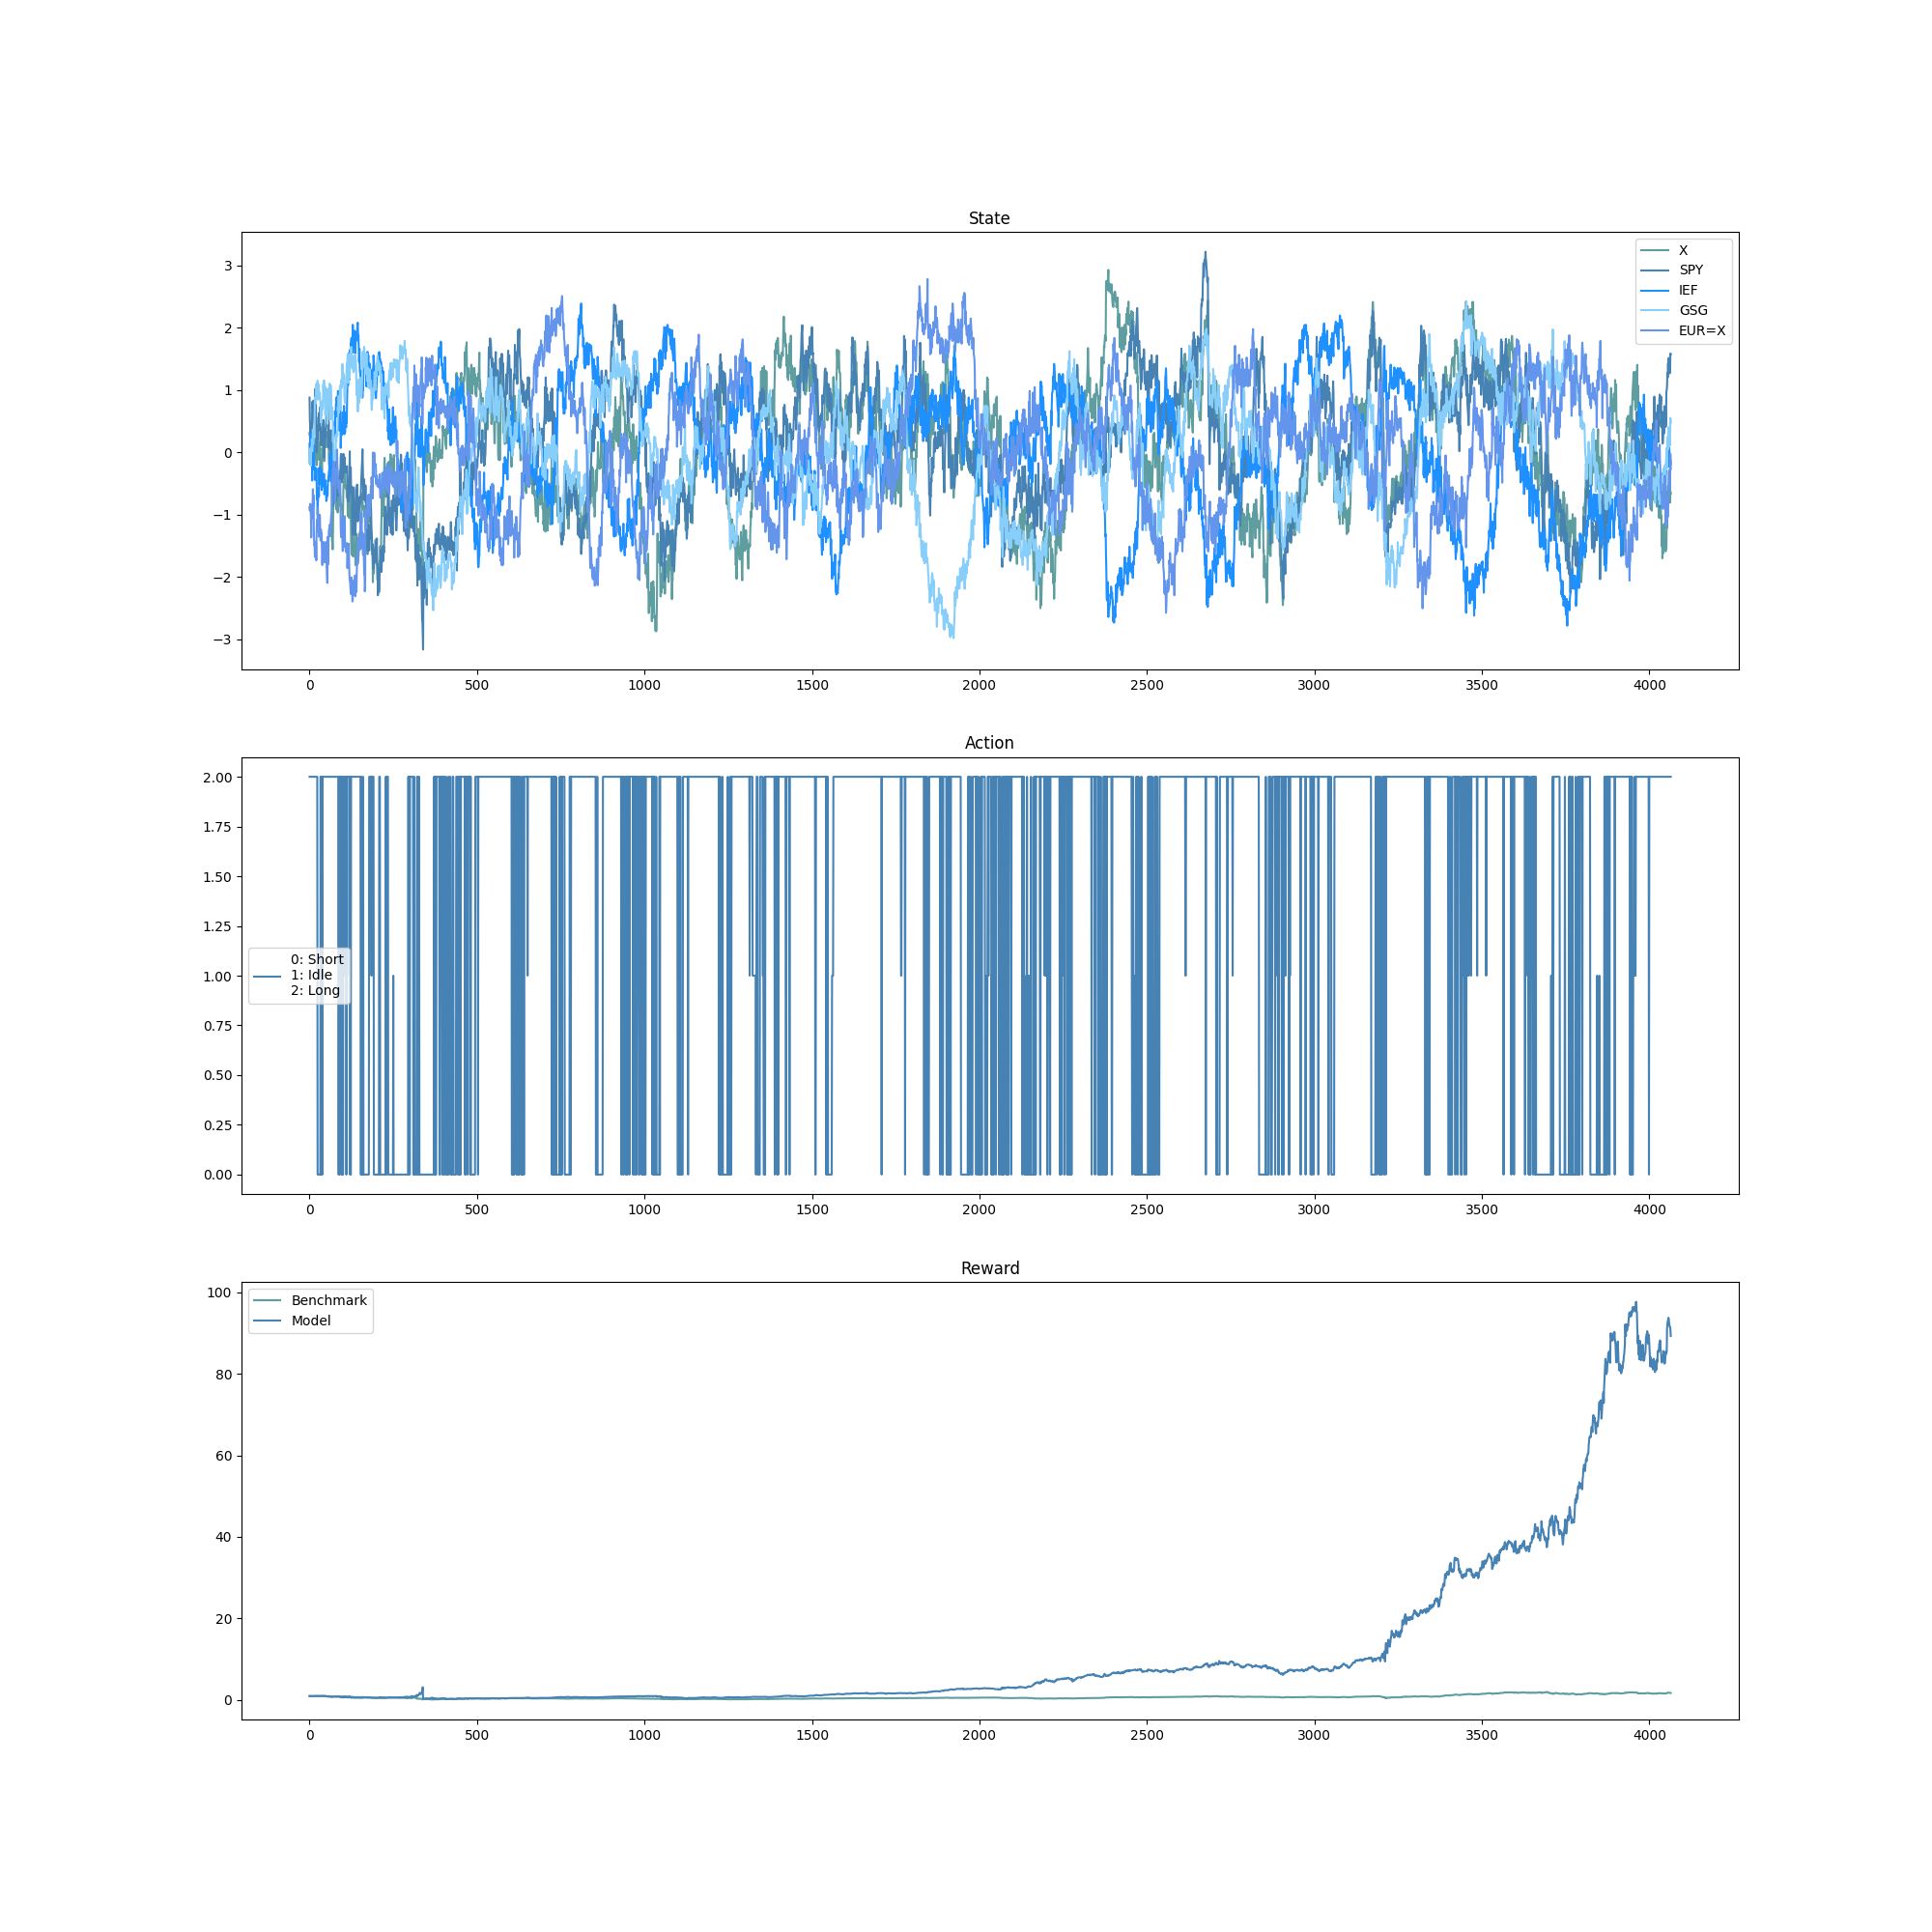 State
3
2
1
0
−1
−2
−3
X
SPY
IEF
GSG
EUR=X
0 500 1000 1500 2000 2500 3000 3500 4000
Action
2.00
1.75
1.50
1.25
1.00
0.75
0.50
0.25
0.00
0: Short
1: Idle
2: Long
0 500 1000 1500 2000 2500 3000 3500 4000
Reward
100
80
60
40
20
0
Benchmark
Model
0 500 1000 1500 2000 2500 3000 3500 4000